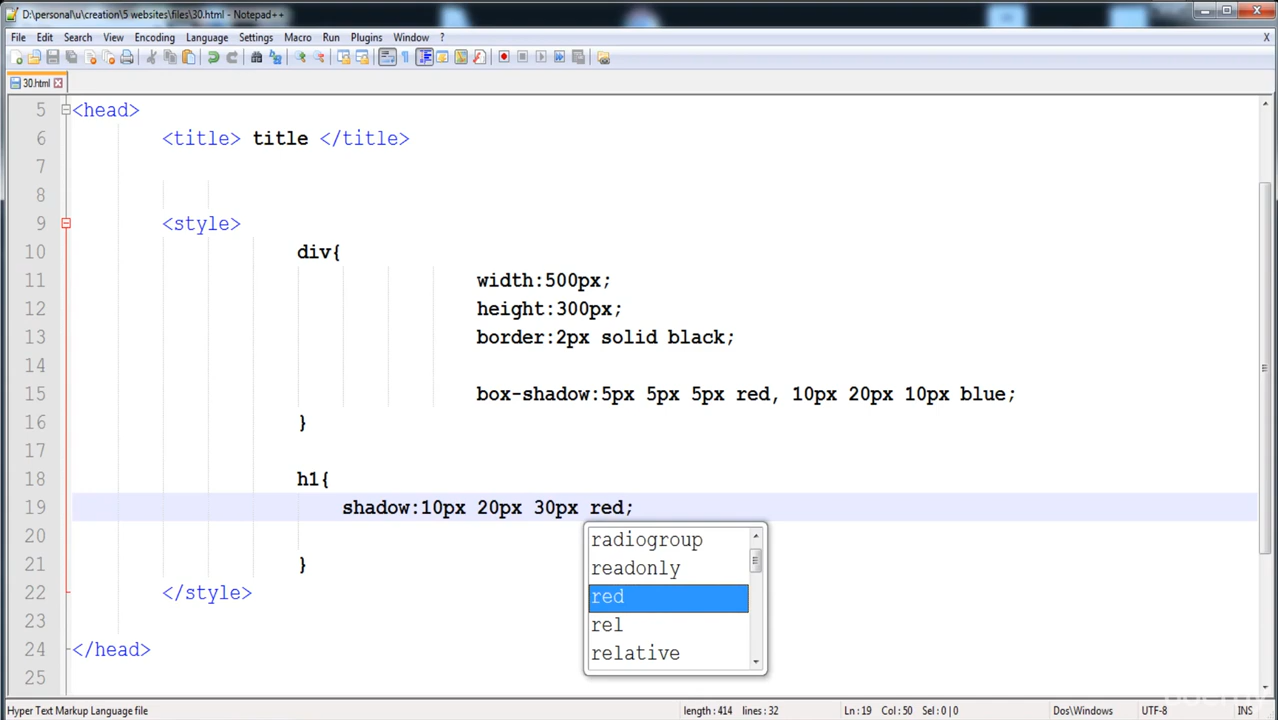 D:\personal\u\creation\5 websites\files\30.html - Notepad++
File Edit Search View Encoding Language Settings Macro Run Plugins Window ? X
30.html
5 <head>
6 <title> title </title>
7
8
9 <style>
10 div{
11 width:500px;
12 height:300px;
13 border:2px solid black;
14
15 box-shadow:5px 5px 5px red, 10px 20px 10px blue;
16 }
17
18 h1{
19 shadow:10px 20px 30px red;
20
21 }
22 </style>
23
24 </head>
25
radiogroup
readonly
red
rel
relative
Hyper Text Markup Language file length : 414 lines : 32 Ln : 19 Col : 50 Sel : 0 | 0 Dos\Windows UTF-8 INS